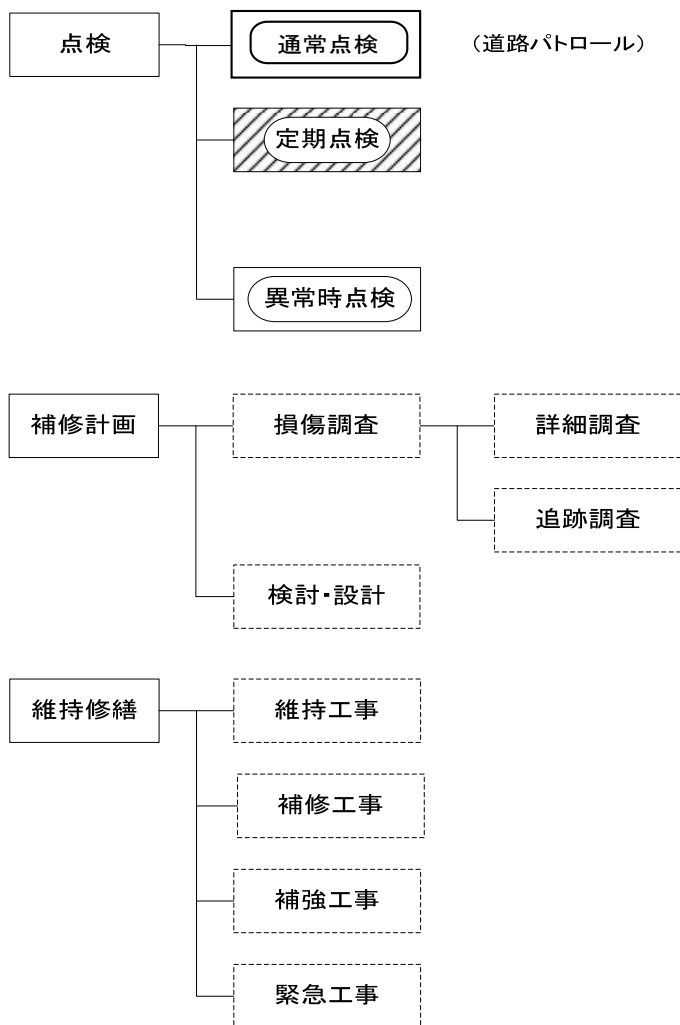 点検
通常点検
（道路パトロール）
定期点検
異常時点検
補修計画
損傷調査
詳細調査
追跡調査
検討・設計
維持修繕
維持工事
補修工事
補強工事
緊急工事